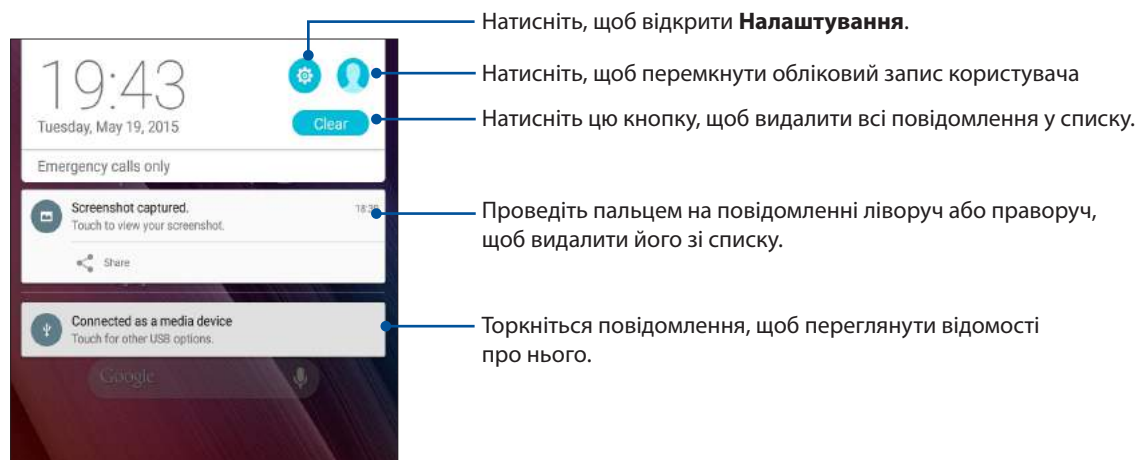 Натисніть, щоб відкрити Налаштування.
19:43
Натисніть, щоб перемкнути обліковий запис користувача
Tuesday, May 19, 2015
Clear
Натисніть цю кнопку, щоб видалити всі повідомлення у списку.
Emergency calls only
Screenshot captured.
Touch to view your screenshot.
Share
Проведіть пальцем на повідомленні ліворуч або праворуч,
щоб видалити його зі списку.
Connected as a media device
Touch for other USB options.
Торкніться повідомлення, щоб переглянути відомості
про нього.
Google